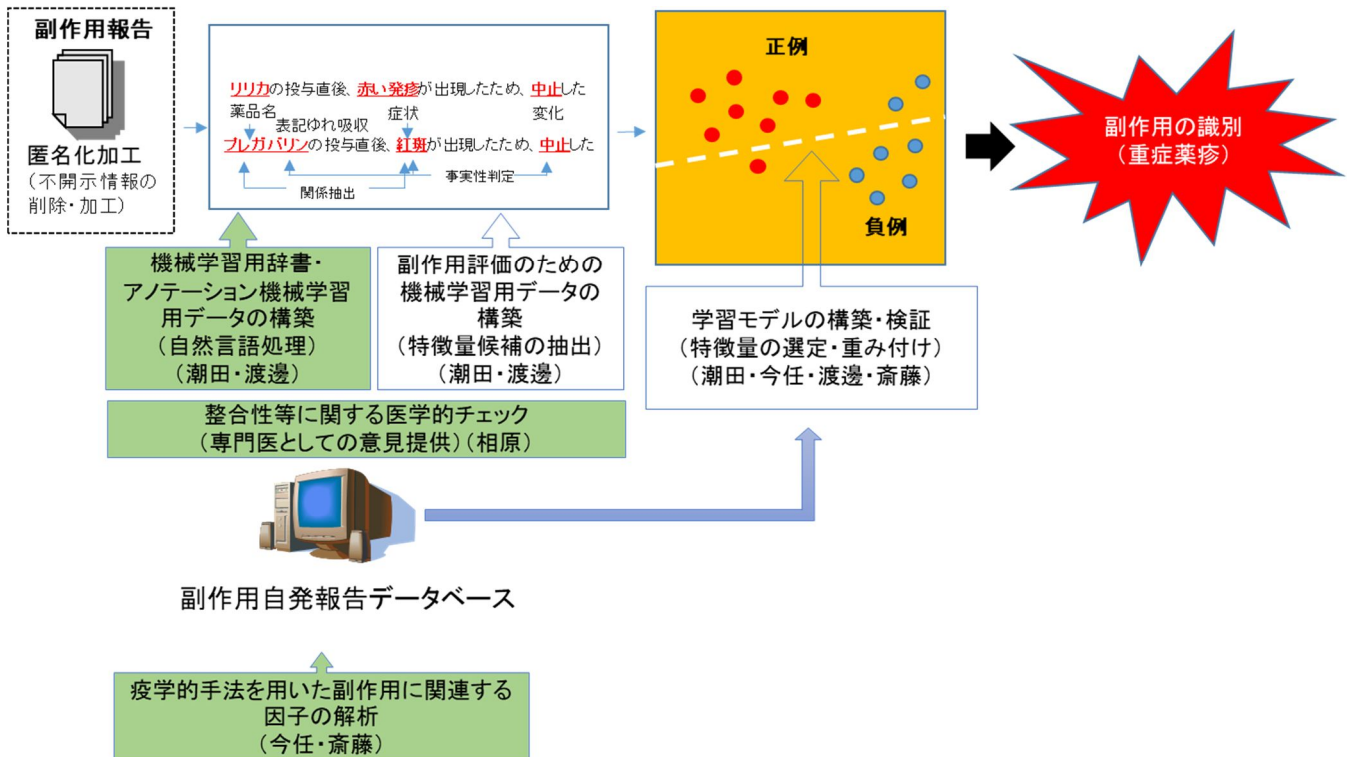 副作用報告
匿名化加工
(不開示情報の
削除・加工)
リリカの投与直後、赤い発疹が出現したため、中止した
薬品名
症状
変化
表記ゆれ吸収
プレガバリンの投与直後、紅斑が出現したため、中止した
事実性判定
関係抽出
正例
負例
副作用の識別
(重症薬疹)
機械学習用辞書・
アノテーション機械学習
用データの構築
(自然言語処理)
(潮田・渡邊)
副作用評価のための
機械学習用データの
構築
(特徴量候補の抽出)
(潮田・渡邊)
学習モデルの構築・検証
(特徴量の選定・重み付け)
(潮田・今任・渡邊・斎藤)
整合性等に関する医学的チェック
(専門医としての意見提供)(相原)
副作用自発報告データベース
疫学的手法を用いた副作用に関連する
因子の解析
(今任・斎藤)